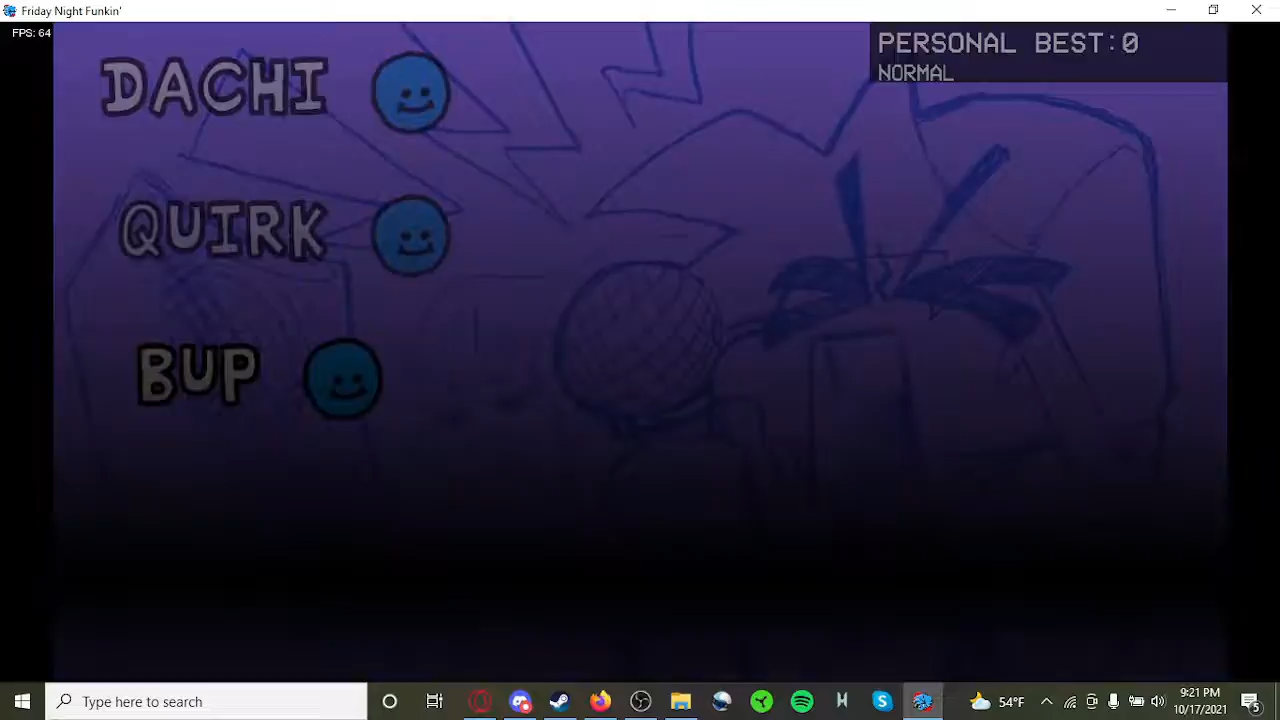 Friday Night Funkin'
FPS: 64
PERSONAL BEST:0
NORMAL
DACHI
QUIRK
BUP
Type here to search
54°F
9:21 PM
10/17/2021
5